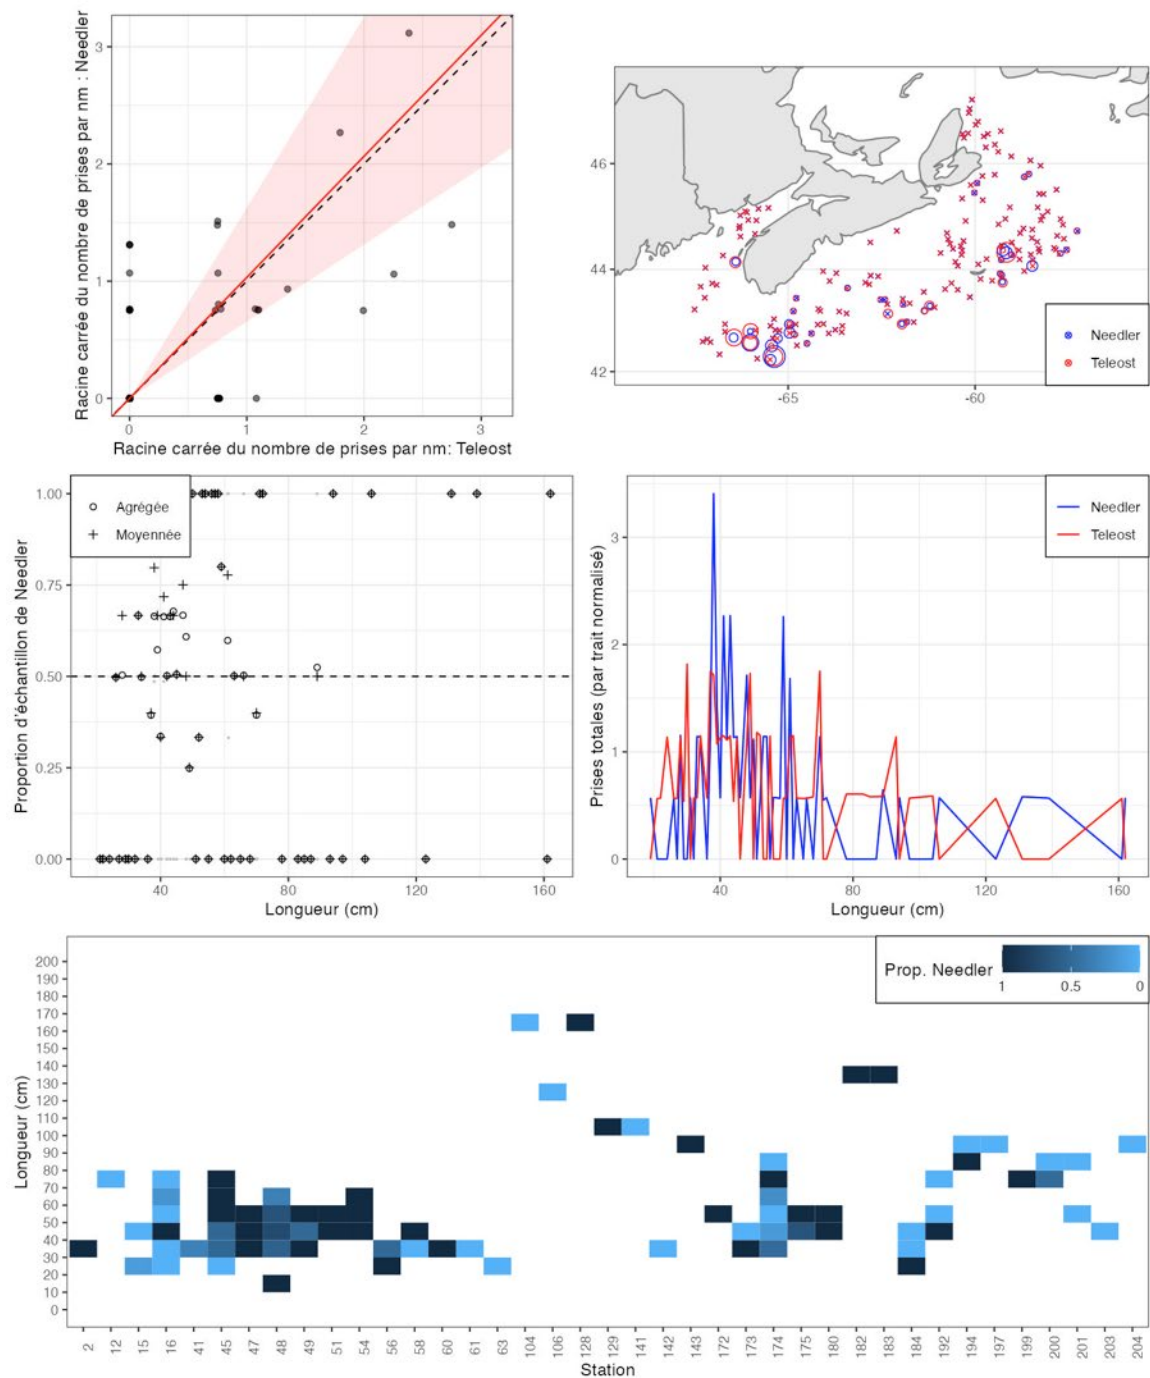 Racine carrée du nombre de prises par nm : Needler
3
2
1
0
0 1 2 3
Racine carrée du nombre de prises par nm: Teleost
46
44
42
-65 -60
Needler
Teleost
Proportion d'échantillon de Needler
1.00
0.75
0.50
0.25
0.00
Agrégée
Moyennée
40 80 120 160
Longueur (cm)
Prises totales (par trait normalisé)
3
2
1
0
Needler
Teleost
40 80 120 160
Longueur (cm)
Prop. Needler
1 0.5 0
Longueur (cm)
200
190
180
170
160
150
140
130
120
110
100
90
80
70
60
50
40
30
20
10
0
2 12 15 16 41 45 47 48 49 51 54 56 58 60 61 63 104 106 128 129 141 142 143 172 173 174 175 180 182 183 184 192 194 197 199 200 201 203 204
Station